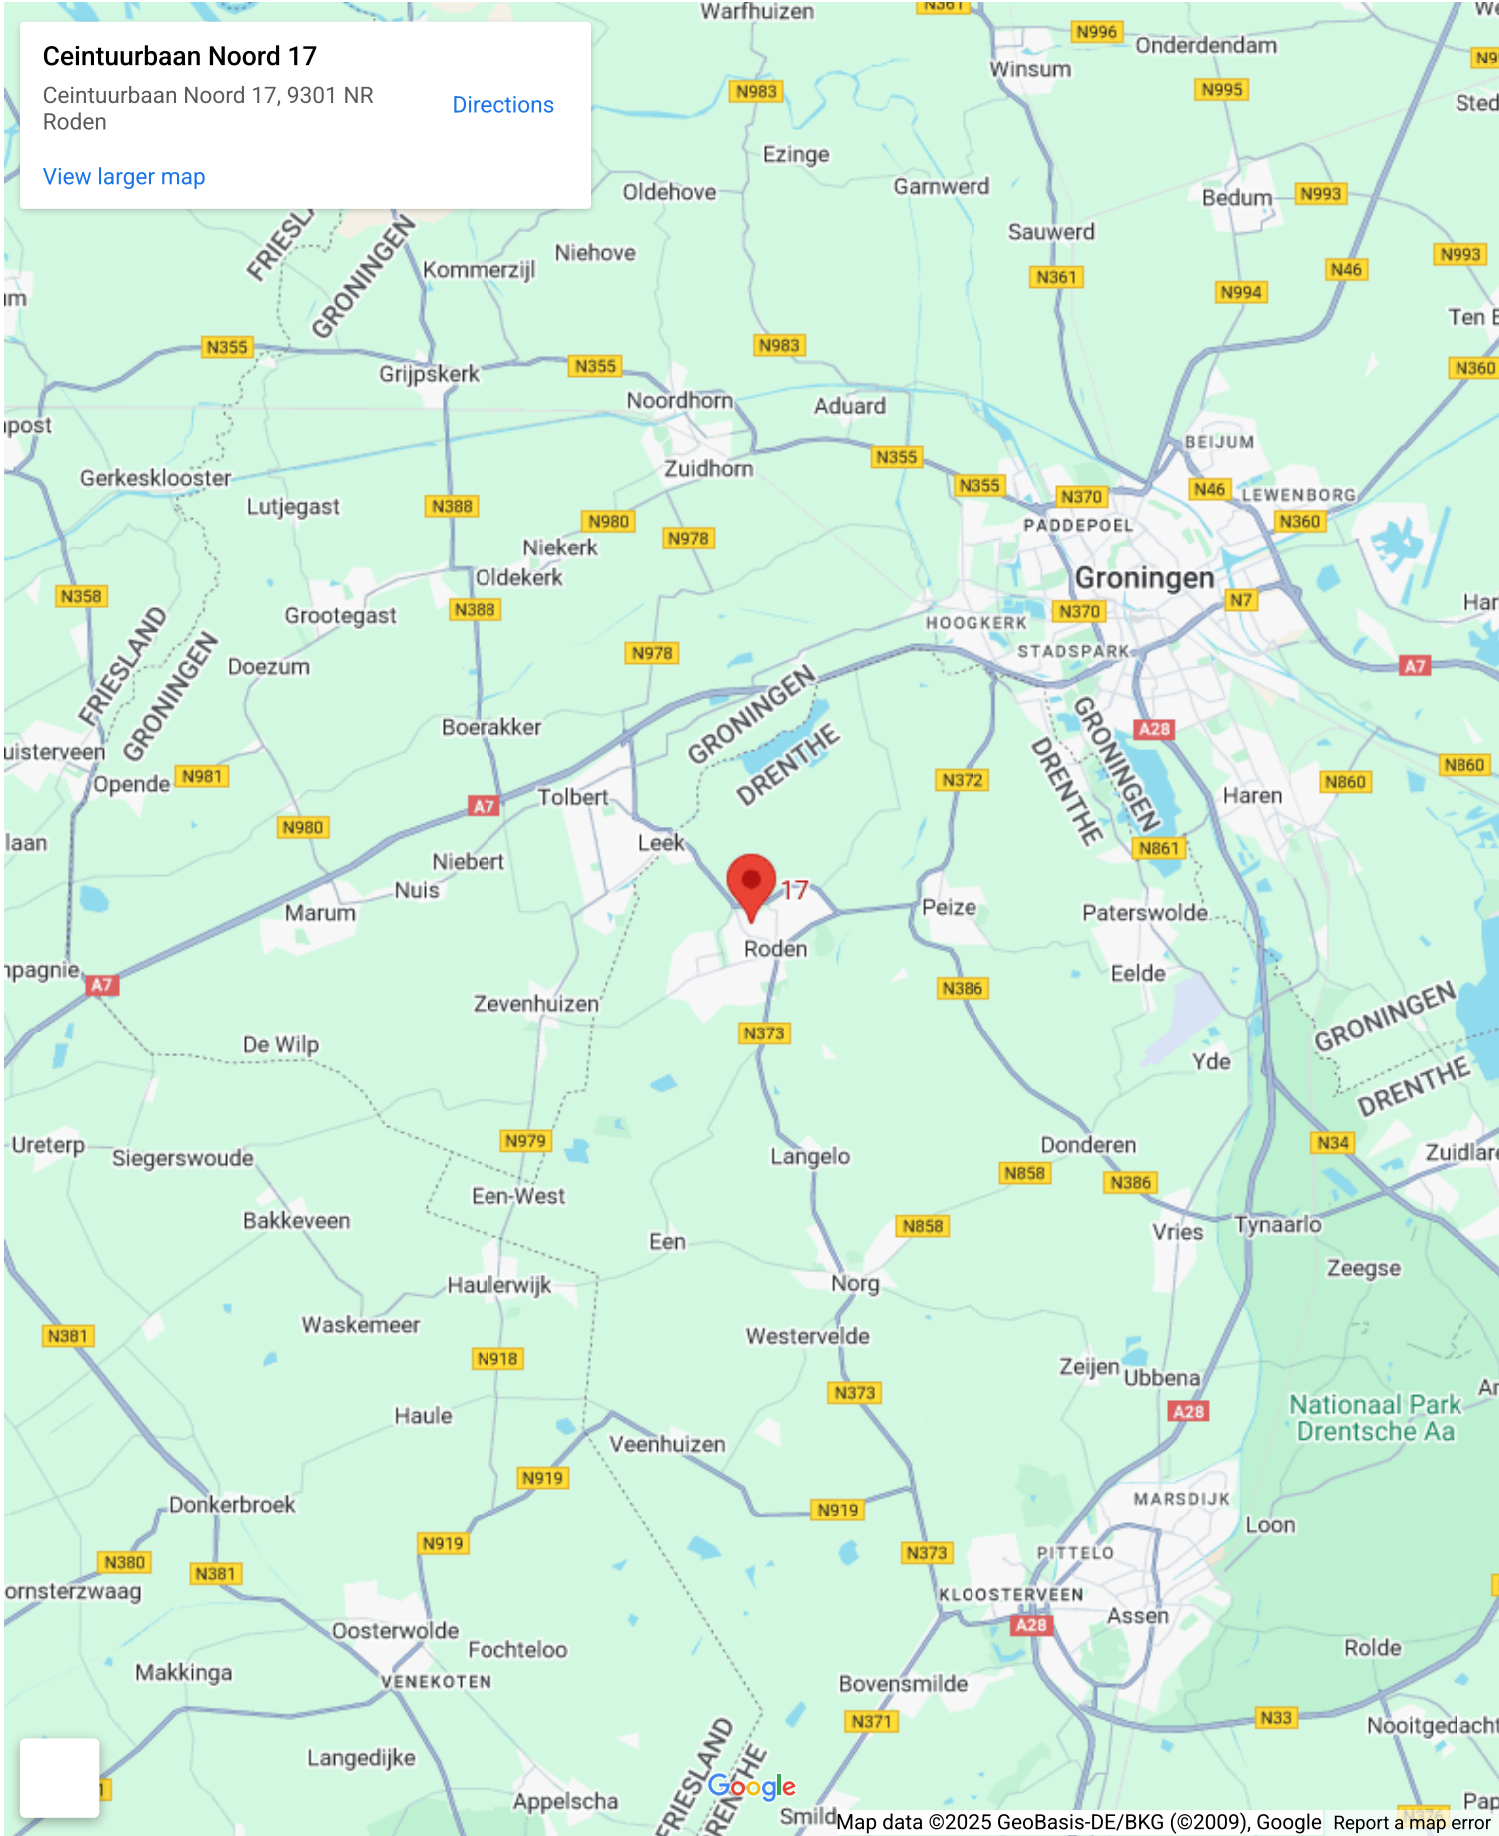 Ceintuurbaan Noord 17
Ceintuurbaan Noord 17, 9301 NR
Roden
Directions
View larger map
Warfhuizen
N361
N996
Onderdendam
Winsum
N983
N995
Ezinge
Oldehove
Garnwerd
Bedum
N993
FRIESLA
GRONINGEN
Niehove
Kommerzijl
Sauwerd
N361
N46
N993
N994
Ten
N355
N983
Grijpskerk
N355
N360
Noordhorn
Aduard
post
BEIJUM
N355
Zuidhorn
Gerkesklooster
N355
N370
N46
LEWENBORG
Lutjegast
N388
N980
N360
PADDEPOEL
N978
Niekerk
Oldekerk
Groningen
N358
N388
N370
N7
Har
Grootegast
HOOGKERK
FRIESLAND
GRONINGEN
N978
STADSPARK
Doezum
A7
GRONINGEN
DRENTHE
Boerakker
A28
GRONINGEN
DRENTHE
uisterveen
Opende
N981
N372
N860
N860
Tolbert
A7
Haren
N980
laan
Leek
N861
Niebert
Nuis
17
Marum
Peize
Paterswolde
Roden
mpagnie
A7
Eelde
N386
Zevenhuizen
GRONINGEN
DRENTHE
N373
De Wilp
Yde
Ureterp
N979
Siegerswoude
Langelo
Donderen
N34
Zuidlare
N858
N386
Een-West
Bakkeveen
N858
Vries
Tynaarlo
Een
Zeegse
Haulerwijk
Norg
Waskemeer
N381
Westervelde
N918
Zeijen
Ubbena
N373
Nationaal Park
Drentsche Aa
A28
Haule
Veenhuizen
N919
Donkerbroek
N919
MARSDIJK
Loon
N919
N373
PITTELO
N380
N381
ornsterzwaag
KLOOSTERVEEN
Assen
A28
Oosterwolde
Fochteloo
Rolde
Makkinga
VENEKOTEN
Bovensmilde
N371
N33
Nooitgedacht
FRIESLAND
DRENTHE
Langedijke
Google
Appelscha
Smild
N376
Pap
Map data ©2025 GeoBasis-DE/BKG (©2009), Google
Report a map error